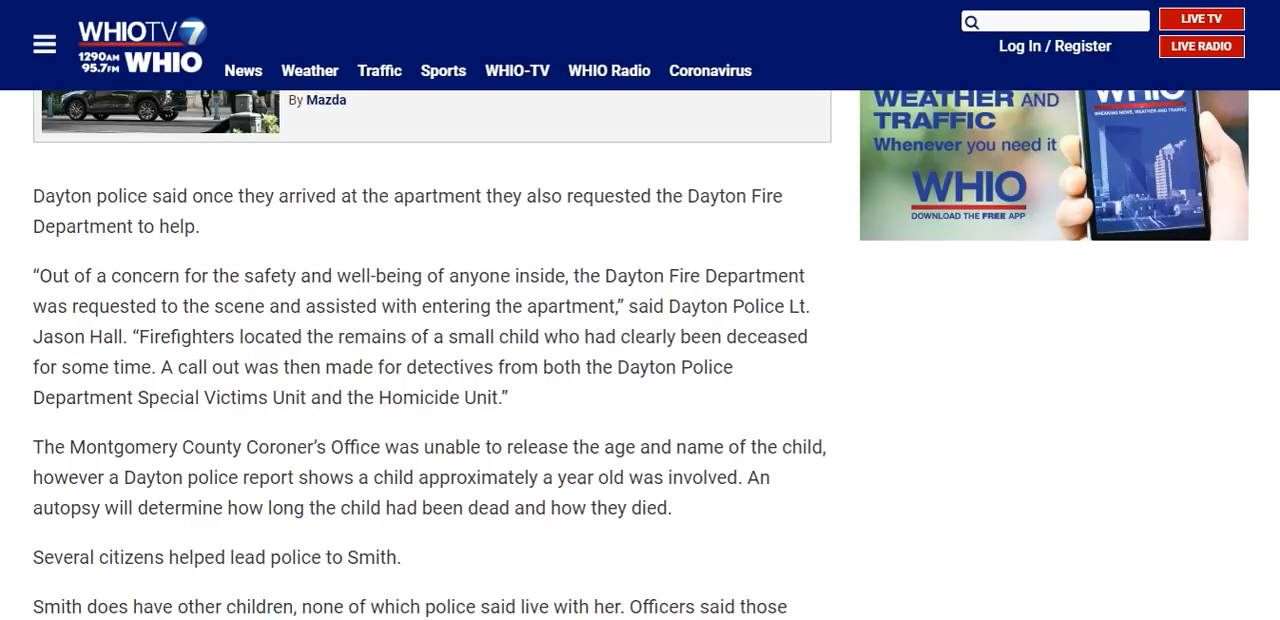 WHIOTV 7
1290AM
95.7FM WHIO
News Weather Traffic Sports WHIO-TV WHIO Radio Coronavirus
Log In / Register
LIVE TV
LIVE RADIO
By Mazda
WEATHER AND
TRAFFIC
Whenever you need it
WHIO
DOWNLOAD THE FREE APP
WHIO
BREAKING NEWS, WEATHER AND TRAFFIC
Dayton police said once they arrived at the apartment they also requested the Dayton Fire
Department to help.
“Out of a concern for the safety and well-being of anyone inside, the Dayton Fire Department
was requested to the scene and assisted with entering the apartment,” said Dayton Police Lt.
Jason Hall. “Firefighters located the remains of a small child who had clearly been deceased
for some time. A call out was then made for detectives from both the Dayton Police
Department Special Victims Unit and the Homicide Unit.”
The Montgomery County Coroner’s Office was unable to release the age and name of the child,
however a Dayton police report shows a child approximately a year old was involved. An
autopsy will determine how long the child had been dead and how they died.
Several citizens helped lead police to Smith.
Smith does have other children, none of which police said live with her. Officers said those